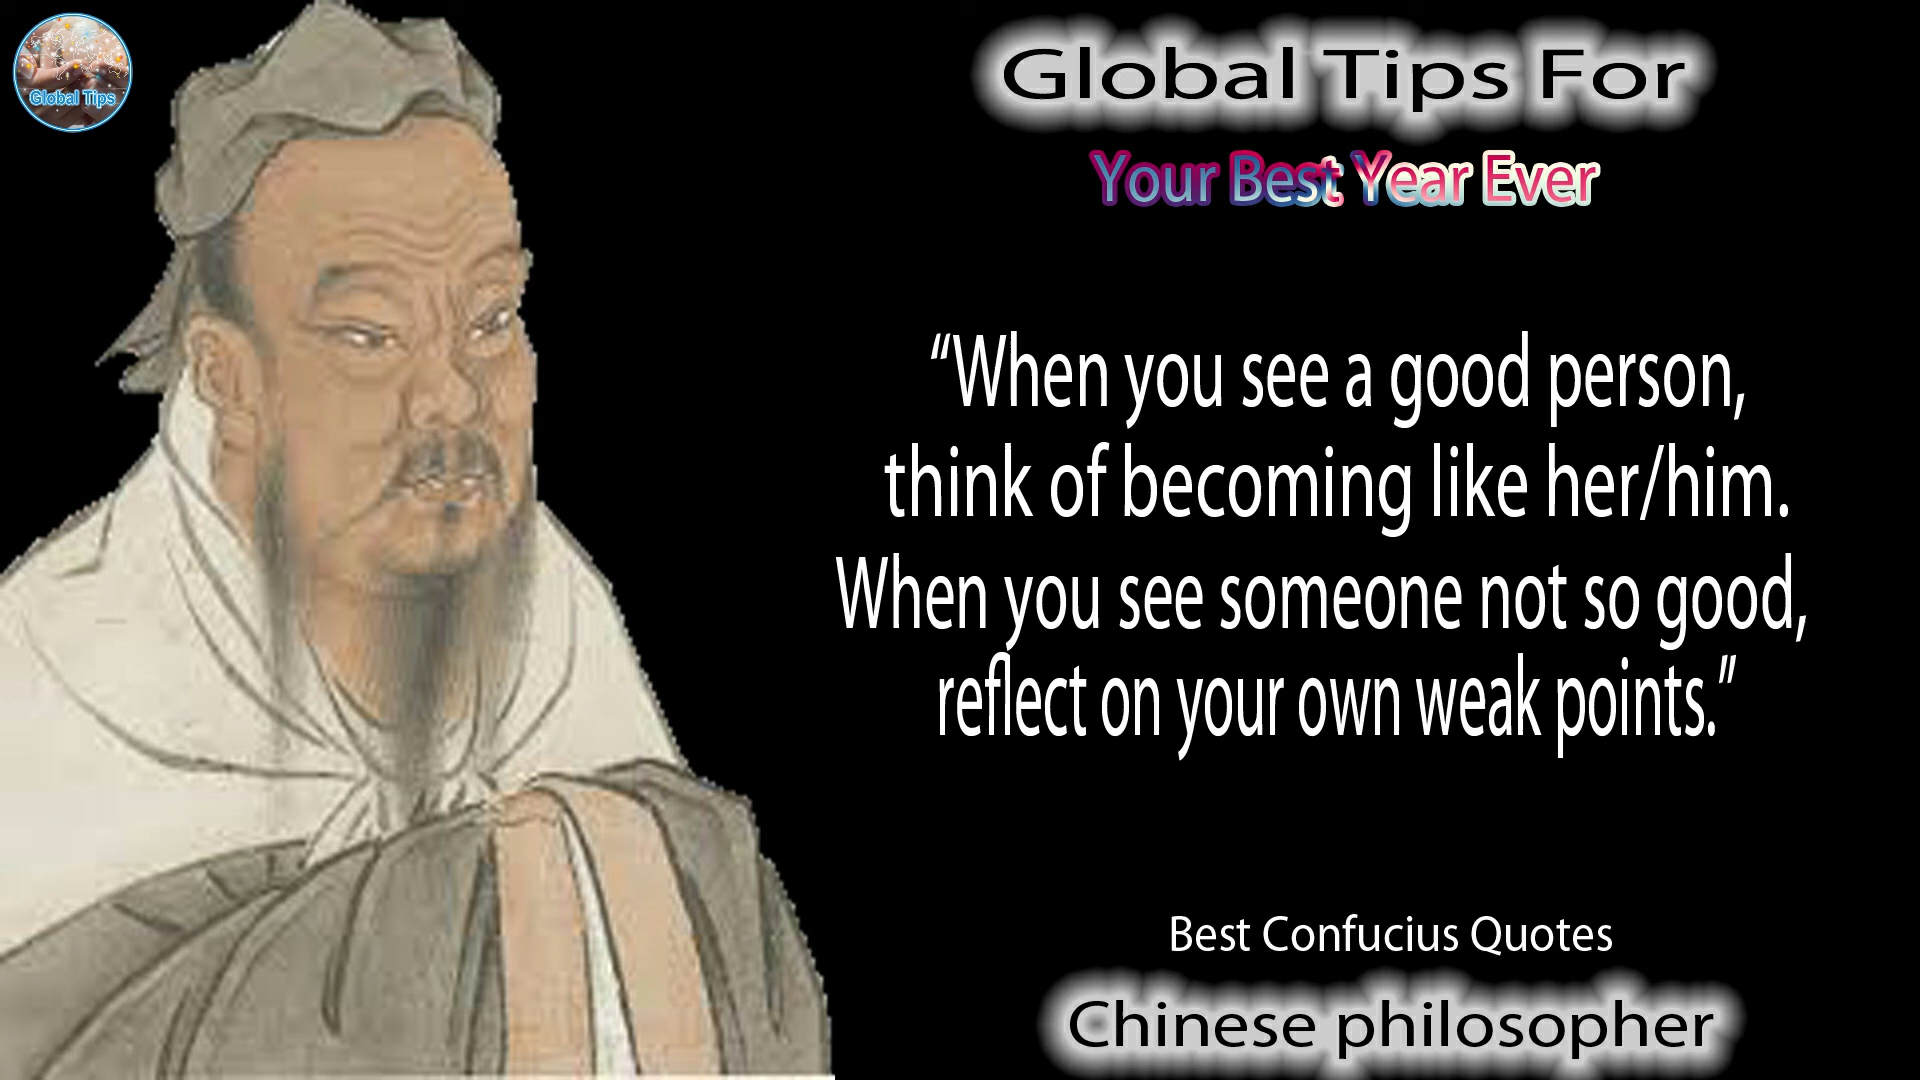 Global Tips
Global Tips For
Your Best Year Ever
“When you see a good person,
think of becoming like her/him.
When you see someone not so good,
reflect on your own weak points.”
Best Confucius Quotes
Chinese philosopher